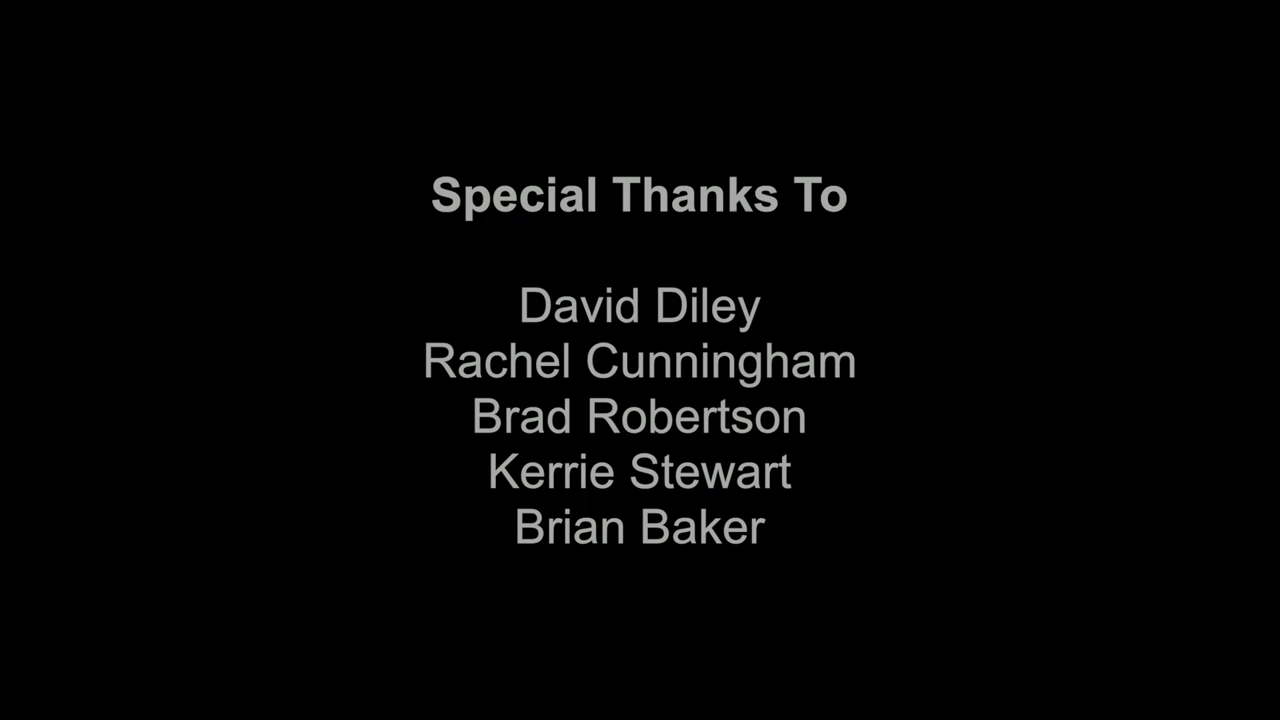 Special Thanks To
David Diley
Rachel Cunningham
Brad Robertson
Kerrie Stewart
Brian Baker